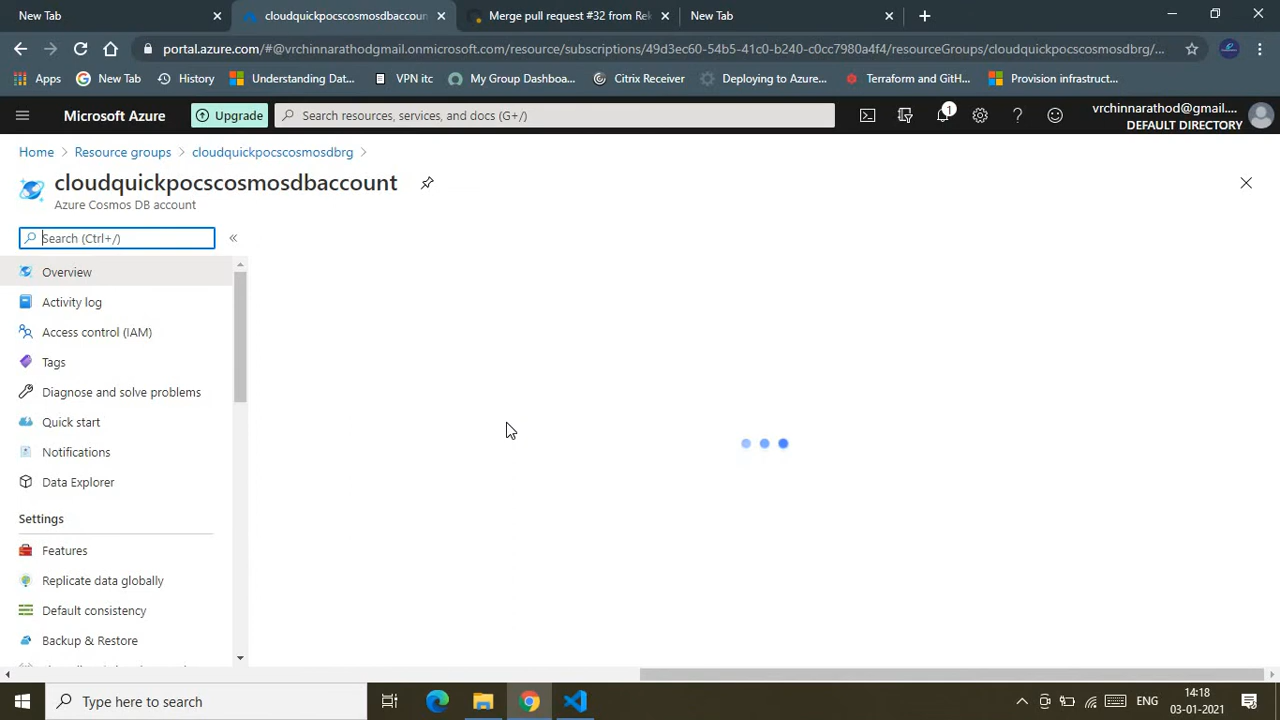 New Tab
cloudquickpocscosmosdbaccoun
Merge pull request #32 from Rek
New Tab
portal.azure.com/#@vrchinnarathodgmail.onmicrosoft.com/resource/subscriptions/49d3ec60-54b5-41c0-b240-c0cc7980a4f4/resourceGroups/cloudquickpocscosmosdbrg/...
Apps
New Tab
History
Understanding Dat...
VPN itc
My Group Dashboa...
Citrix Receiver
Deploying to Azure...
Terraform and GitH...
Provision infrastruct...
Microsoft Azure
Upgrade
Search resources, services, and docs (G+/)
1
vrchinnarathod@gmail....
DEFAULT DIRECTORY
Home
Resource groups
cloudquickpocscosmosdbrg
cloudquickpocscosmosdbaccount
Azure Cosmos DB account
Search (Ctrl+/)
Overview
Activity log
Access control (IAM)
Tags
Diagnose and solve problems
Quick start
Notifications
Data Explorer
Settings
Features
Replicate data globally
Default consistency
Backup & Restore
Type here to search
ENG
14:18
03-01-2021